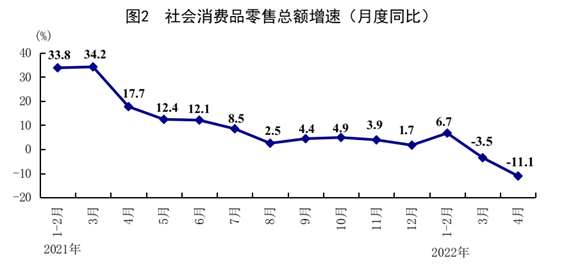 图2 社会消费品零售总额增速（月度同比）
(%)
40
30
20
10
0
-10
-20
33.8
34.2
17.7
12.4
12.1
8.5
2.5
4.4
4.9
3.9
1.7
6.7
-3.5
-11.1
1-2月
3月
4月
5月
6月
7月
8月
9月
10月
11月
12月
1-2月
3月
4月
2021年
2022年